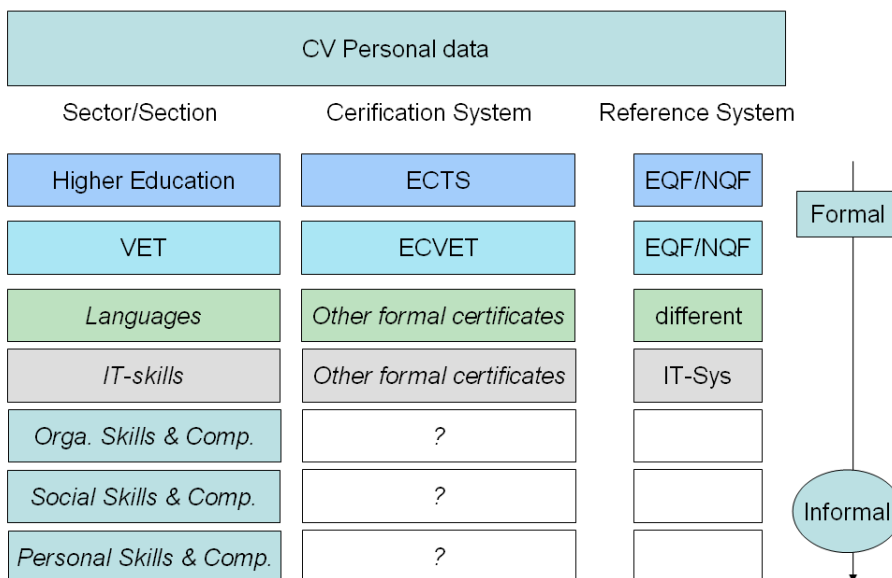 CV Personal data
Sector/Section Cerification System Reference System
Higher Education ECTS EQF/NQF
Formal
VET ECVET EQF/NQF
Languages Other formal certificates different
IT-skills Other formal certificates IT-Sys
Orga. Skills & Comp. ?
Social Skills & Comp. ?
Informal
Personal Skills & Comp. ?